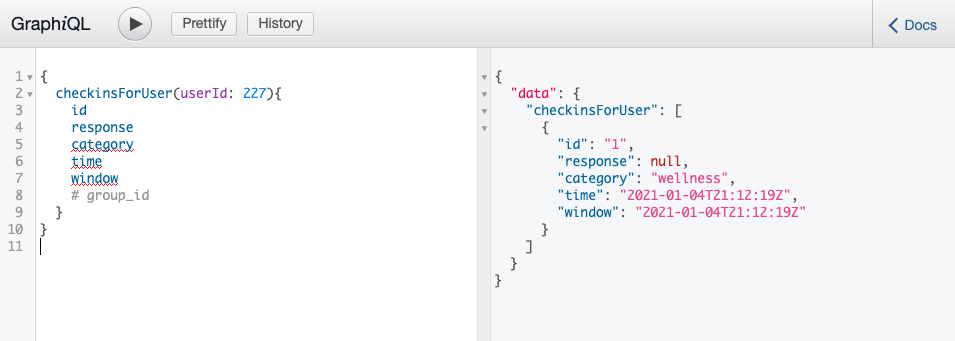 GraphiQL Prettify History Docs
1 {
2 checkinsForUser(userId: 227){
3 id
4 response
5 category
6 time
7 window
8 # group_id
9 }
10 }
11
{
"data": {
"checkinsForUser": [
{
"id": "1",
"response": null,
"category": "wellness",
"time": "2021-01-04T21:12:19Z",
"window": "2021-01-04T21:12:19Z"
}
]
}
}